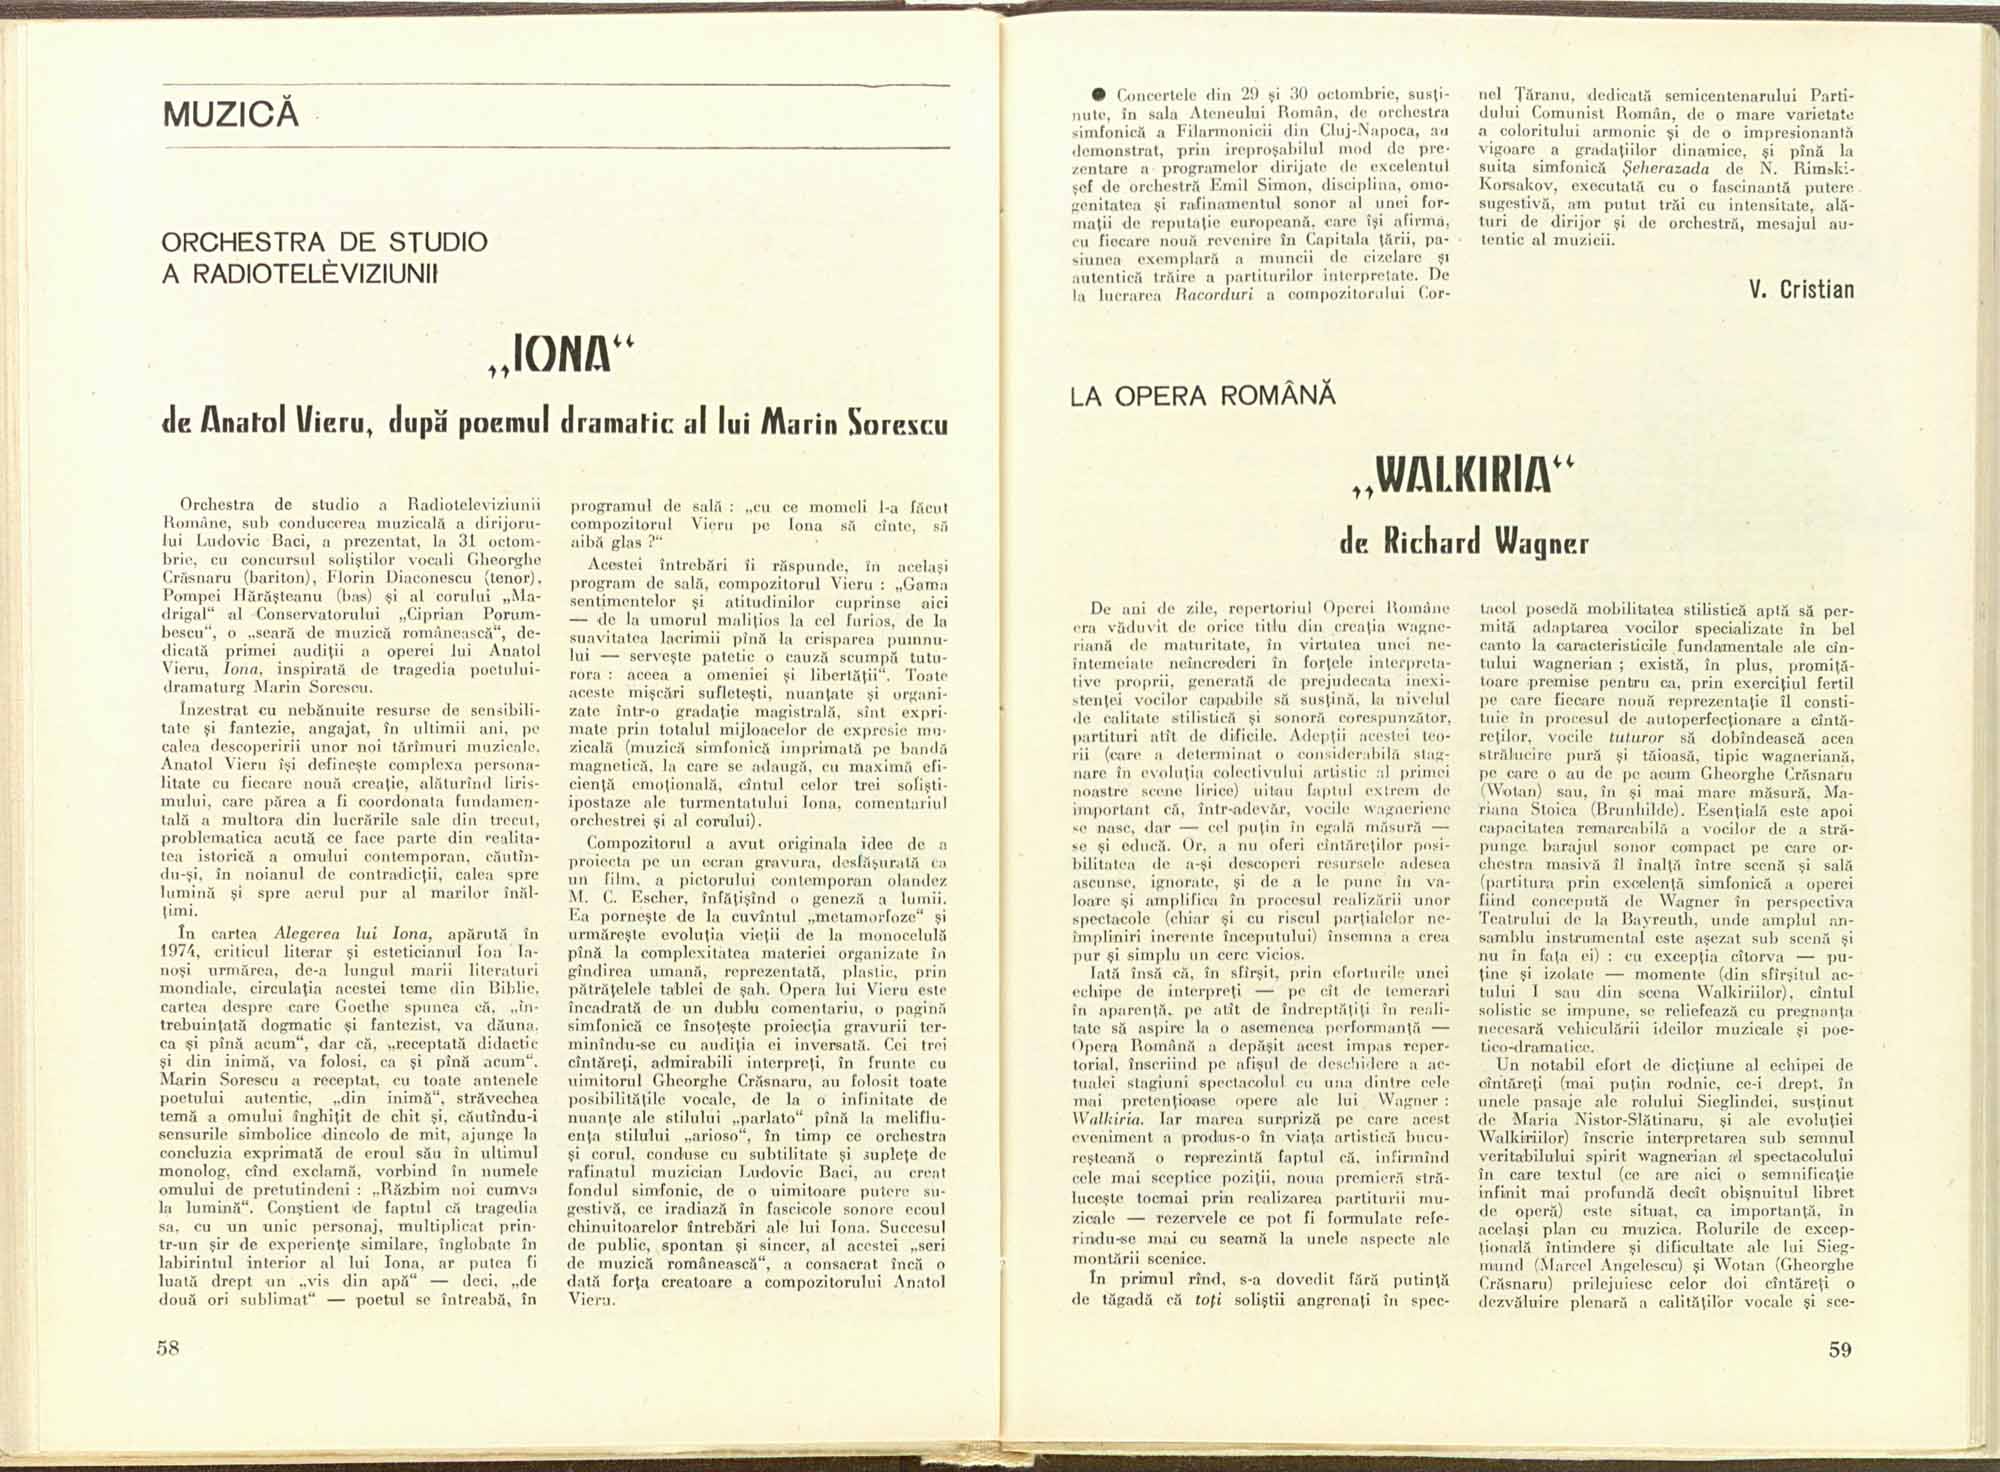 MUZICĂ
ORCHESTRA DE STUDIO
A RADIOTELEVIZIUNII
„IONA“
de Anatol Vieru, după poemul dramatic al lui Marin Sorescu
Orchestra de studio a Radioteleviziunii
Române, sub conducerea muzicală a dirijoru-
lui Ludovic Baci, a prezentat, la 31 octom-
brie, cu concursul soliștilor vocali Gheorghe
Crăsnaru (bariton), Florin Diaconescu (tenor),
Pompei Hărășteanu (bas) și al corului „Ma-
drigal“ al Conservatorului „Ciprian Porum-
bescu“, o „seară de muzică românească“, de-
dicată primei audiții a operei lui Anatol
Vieru, Iona, inspirată de tragedia poetului-
dramaturg Marin Sorescu.
Înzestrat cu nebănuite resurse de sensibili-
tate și fantezie, angajat, în ultimii ani, pe
calea descoperirii unor noi tărîmuri muzicale,
Anatol Vieru își definește complexa persona-
litate cu fiecare nouă creație, alăturînd liris-
mului, care părea a fi coordonata fundamen-
tală a multora din lucrările sale din trecut,
problematica acută ce face parte din realita-
tea istorică a omului contemporan, căutîn-
du-și, în noianul de contradicții, calea spre
lumină și spre aerul pur al marilor înăl-
țimi.
În cartea Alegerea lui Iona, apărută în
1974, criticul literar și esteticianul Ion Ia-
noși urmărea, de-a lungul marii literaturi
mondiale, circulația acestei teme din Biblie,
cartea despre care Goethe spunea că, „în-
trebuințată dogmatic și fantezist, va dăuna,
ca și pînă acum“, dar că, „receptată didactic
și din inimă, va folosi, ca și pînă acum“.
Marin Sorescu a receptat, cu toate antenele
poetului autentic, „din inimă“, străvechea
temă a omului înghițit de chit și, căutîndu-i
sensurile simbolice dincolo de mit, ajunge la
concluzia exprimată de eroul său în ultimul
monolog, cînd exclamă, vorbind în numele
omului de pretutindeni : „Răzbim noi cumva
la lumină“. Conștient de faptul că tragedia
sa, cu un unic personaj, multiplicat prin-
tr-un șir de experiențe similare, înglobate în
labirintul interior al lui Iona, ar putea fi
luată drept un „vis din apă“ — deci, „de
două ori sublimat“ — poetul se întreabă, în
programul de sală : „cu ce momeli l-a făcut
compozitorul Vieru pe Iona să cînte, să
aibă glas ?“
Acestei întrebări îi răspunde, în același
program de sală, compozitorul Vieru : „Gama
sentimentelor și atitudinilor cuprinse aici
— de la umorul malițios la cel furios, de la
suavitatea lacrimii pînă la crisparea pumnu-
lui — servește patetic o cauză scumpă tutu-
rora : aceea a omeniei și libertății“. Toate
aceste mișcări sufletești, nuanțate și organi-
zate într-o gradație magistrală, sînt expri-
mate prin totalul mijloacelor de expresie mu-
zicală (muzică simfonică imprimată pe bandă
magnetică, la care se adaugă, cu maximă efi-
ciență emoțională, cîntul celor trei soliști-
ipostaze ale turmentatului Iona, comentariul
orchestrei și al corului).
Compozitorul a avut originala idee de a
proiecta pe un ecran gravura, desfășurată ca
un film, a pictorului contemporan olandez
M. C. Escher, înfățișînd o geneză a lumii.
Ea pornește de la cuvîntul „metamorfoze“ și
urmărește evoluția vieții de la monocelulă
pînă la complexitatea materiei organizate în
gîndirea umană, reprezentată, plastic, prin
pătrățelele tablei de șah. Opera lui Vieru este
încadrată de un dublu comentariu, o pagină
simfonică ce însoțește proiecția gravurii ter-
minîndu-se cu audiția ei inversată. Cei trei
cîntăreți, admirabili interpreți, în frunte cu
uimitorul Gheorghe Crăsnaru, au folosit toate
posibilitățile vocale, de la o infinitate de
nuanțe ale stilului „parlato“ pînă la meliflu-
ența stilului „arioso“, în timp ce orchestra
și corul, conduse cu subtilitate și suplețe de
rafinatul muzician Ludovic Baci, au creat
fondul simfonic, de o uimitoare putere su-
gestivă, ce iradiază în fascicole sonore ecoul
chinuitoarelor întrebări ale lui Iona. Succesul
de public, spontan și sincer, al acestei „seri
de muzică românească“, a consacrat încă o
dată forța creatoare a compozitorului Anatol
Vieru.
58
● Concertele din 29 și 30 octombrie, susți-
nute, în sala Ateneului Român, de orchestra
simfonică a Filarmonicii din Cluj-Napoca, au
demonstrat, prin ireproșabilul mod de pre-
zentare a programelor dirijate de excelentul
șef de orchestră Emil Simon, disciplina, omo-
genitatea și rafinamentul sonor al unei for-
mații de reputație europeană, care își afirmă,
cu fiecare nouă revenire în Capitala țării, pa-
siunea exemplară a muncii de cizelare și
autentică trăire a partiturilor interpretate. De
la lucrarea Racorduri a compozitorului Cor-
nel Țăranu, dedicată semicentenarului Parti-
dului Comunist Român, de o mare varietate
a coloritului armonic și de o impresionantă
vigoare a gradațiilor dinamice, și pînă la
suita simfonică Șeherazada de N. Rimski-
Korsakov, executată cu o fascinantă putere
sugestivă, am putut trăi cu intensitate, ală-
turi de dirijor și de orchestră, mesajul au-
tentic al muzicii.
V. Cristian
LA OPERA ROMÂNĂ
„WALKIRIA“
de Richard Wagner
De ani de zile, repertoriul Operei Române
era văduvit de orice titlu din creația wagne-
riană de maturitate, în virtutea unei ne-
întemeiate neîncrederi în forțele interpreta-
tive proprii, generată de prejudecata inexi-
stenței vocilor capabile să susțină, la nivelul
de calitate stilistică și sonoră corespunzător,
partituri atît de dificile. Adepții acestei teo-
rii (care a determinat o considerabilă stag-
nare în evoluția colectivului artistic al primei
noastre scene lirice) uitau faptul extrem de
important că, într-adevăr, vocile wagneriene
se nasc, dar — cel puțin în egală măsură —
se și educă. Or, a nu oferi cîntăreților posi-
bilitatea de a-și descoperi resursele adesea
ascunse, ignorate, și de a le pune în va-
loare și amplifica în procesul realizării unor
spectacole (chiar și cu riscul parțialelor ne-
împliniri inerente începutului) însemna a crea
pur și simplu un cerc vicios.
Iată însă că, în sfîrșit, prin eforturile unei
echipe de interpreți — pe cît de temerari
în aparență, pe atît de îndreptățiți în reali-
tate să aspire la o asemenea performanță —
Opera Română a depășit acest impas reper-
torial, înscriind pe afișul de deschidere a ac-
tualei stagiuni spectacolul cu una dintre cele
mai pretențioase opere ale lui Wagner :
Walkiria. Iar marea surpriză pe care acest
eveniment a produs-o în viața artistică bucu-
reșteană o reprezintă faptul că, infirmînd
cele mai sceptice poziții, noua premieră stră-
lucește tocmai prin realizarea partiturii mu-
zicale — rezervele ce pot fi formulate refe-
rindu-se mai cu seamă la unele aspecte ale
montării scenice.
În primul rînd, s-a dovedit fără putință
de tăgadă că toți soliștii angrenați în spec-
tacol posedă mobilitatea stilistică aptă să per-
mită adaptarea vocilor specializate în bel
canto la caracteristicile fundamentale ale cîn-
tului wagnerian ; există, în plus, promiță-
toare premise pentru ca, prin exercițiul fertil
pe care fiecare nouă reprezentație îl consti-
tuie în procesul de autoperfecționare a cîntă-
reților, vocile tuturor să dobîndească acea
strălucire pură și tăioasă, tipic wagneriană,
pe care o au de pe acum Gheorghe Crăsnaru
(Wotan) sau, în și mai mare măsură, Ma-
riana Stoica (Brunhilde). Esențială este apoi
capacitatea remarcabilă a vocilor de a stră-
punge barajul sonor compact pe care or-
chestra masivă îl înalță între scenă și sală
(partitura prin excelență simfonică a operei
fiind concepută de Wagner în perspectiva
Teatrului de la Bayreuth, unde amplul an-
samblu instrumental este așezat sub scenă și
nu în fața ei) : cu excepția cîtorva — pu-
ține și izolate — momente (din sfîrșitul ac-
tului I sau din scena Walkiriilor), cîntul
solistic se impune, se reliefează cu pregnanța
necesară vehiculării ideilor muzicale și poe-
tico-dramatice.
Un notabil efort de dicțiune al echipei de
cîntăreți (mai puțin rodnic, ce-i drept, în
unele pasaje ale rolului Sieglindei, susținut
de Maria Nistor-Slătinaru, și ale evoluției
Walkiriilor) înscrie interpretarea sub semnul
veritabilului spirit wagnerian al spectacolului
în care textul (ce are aici o semnificație
infinit mai profundă decît obișnuitul libret
de operă) este situat, ca importanță, în
același plan cu muzica. Rolurile de excep-
țională întindere și dificultate ale lui Sieg-
mund (Marcel Angelescu) și Wotan (Gheorghe
Crăsnaru) prilejuiesc celor doi cîntăreți o
dezvăluire plenară a calităților vocale și sce-
59